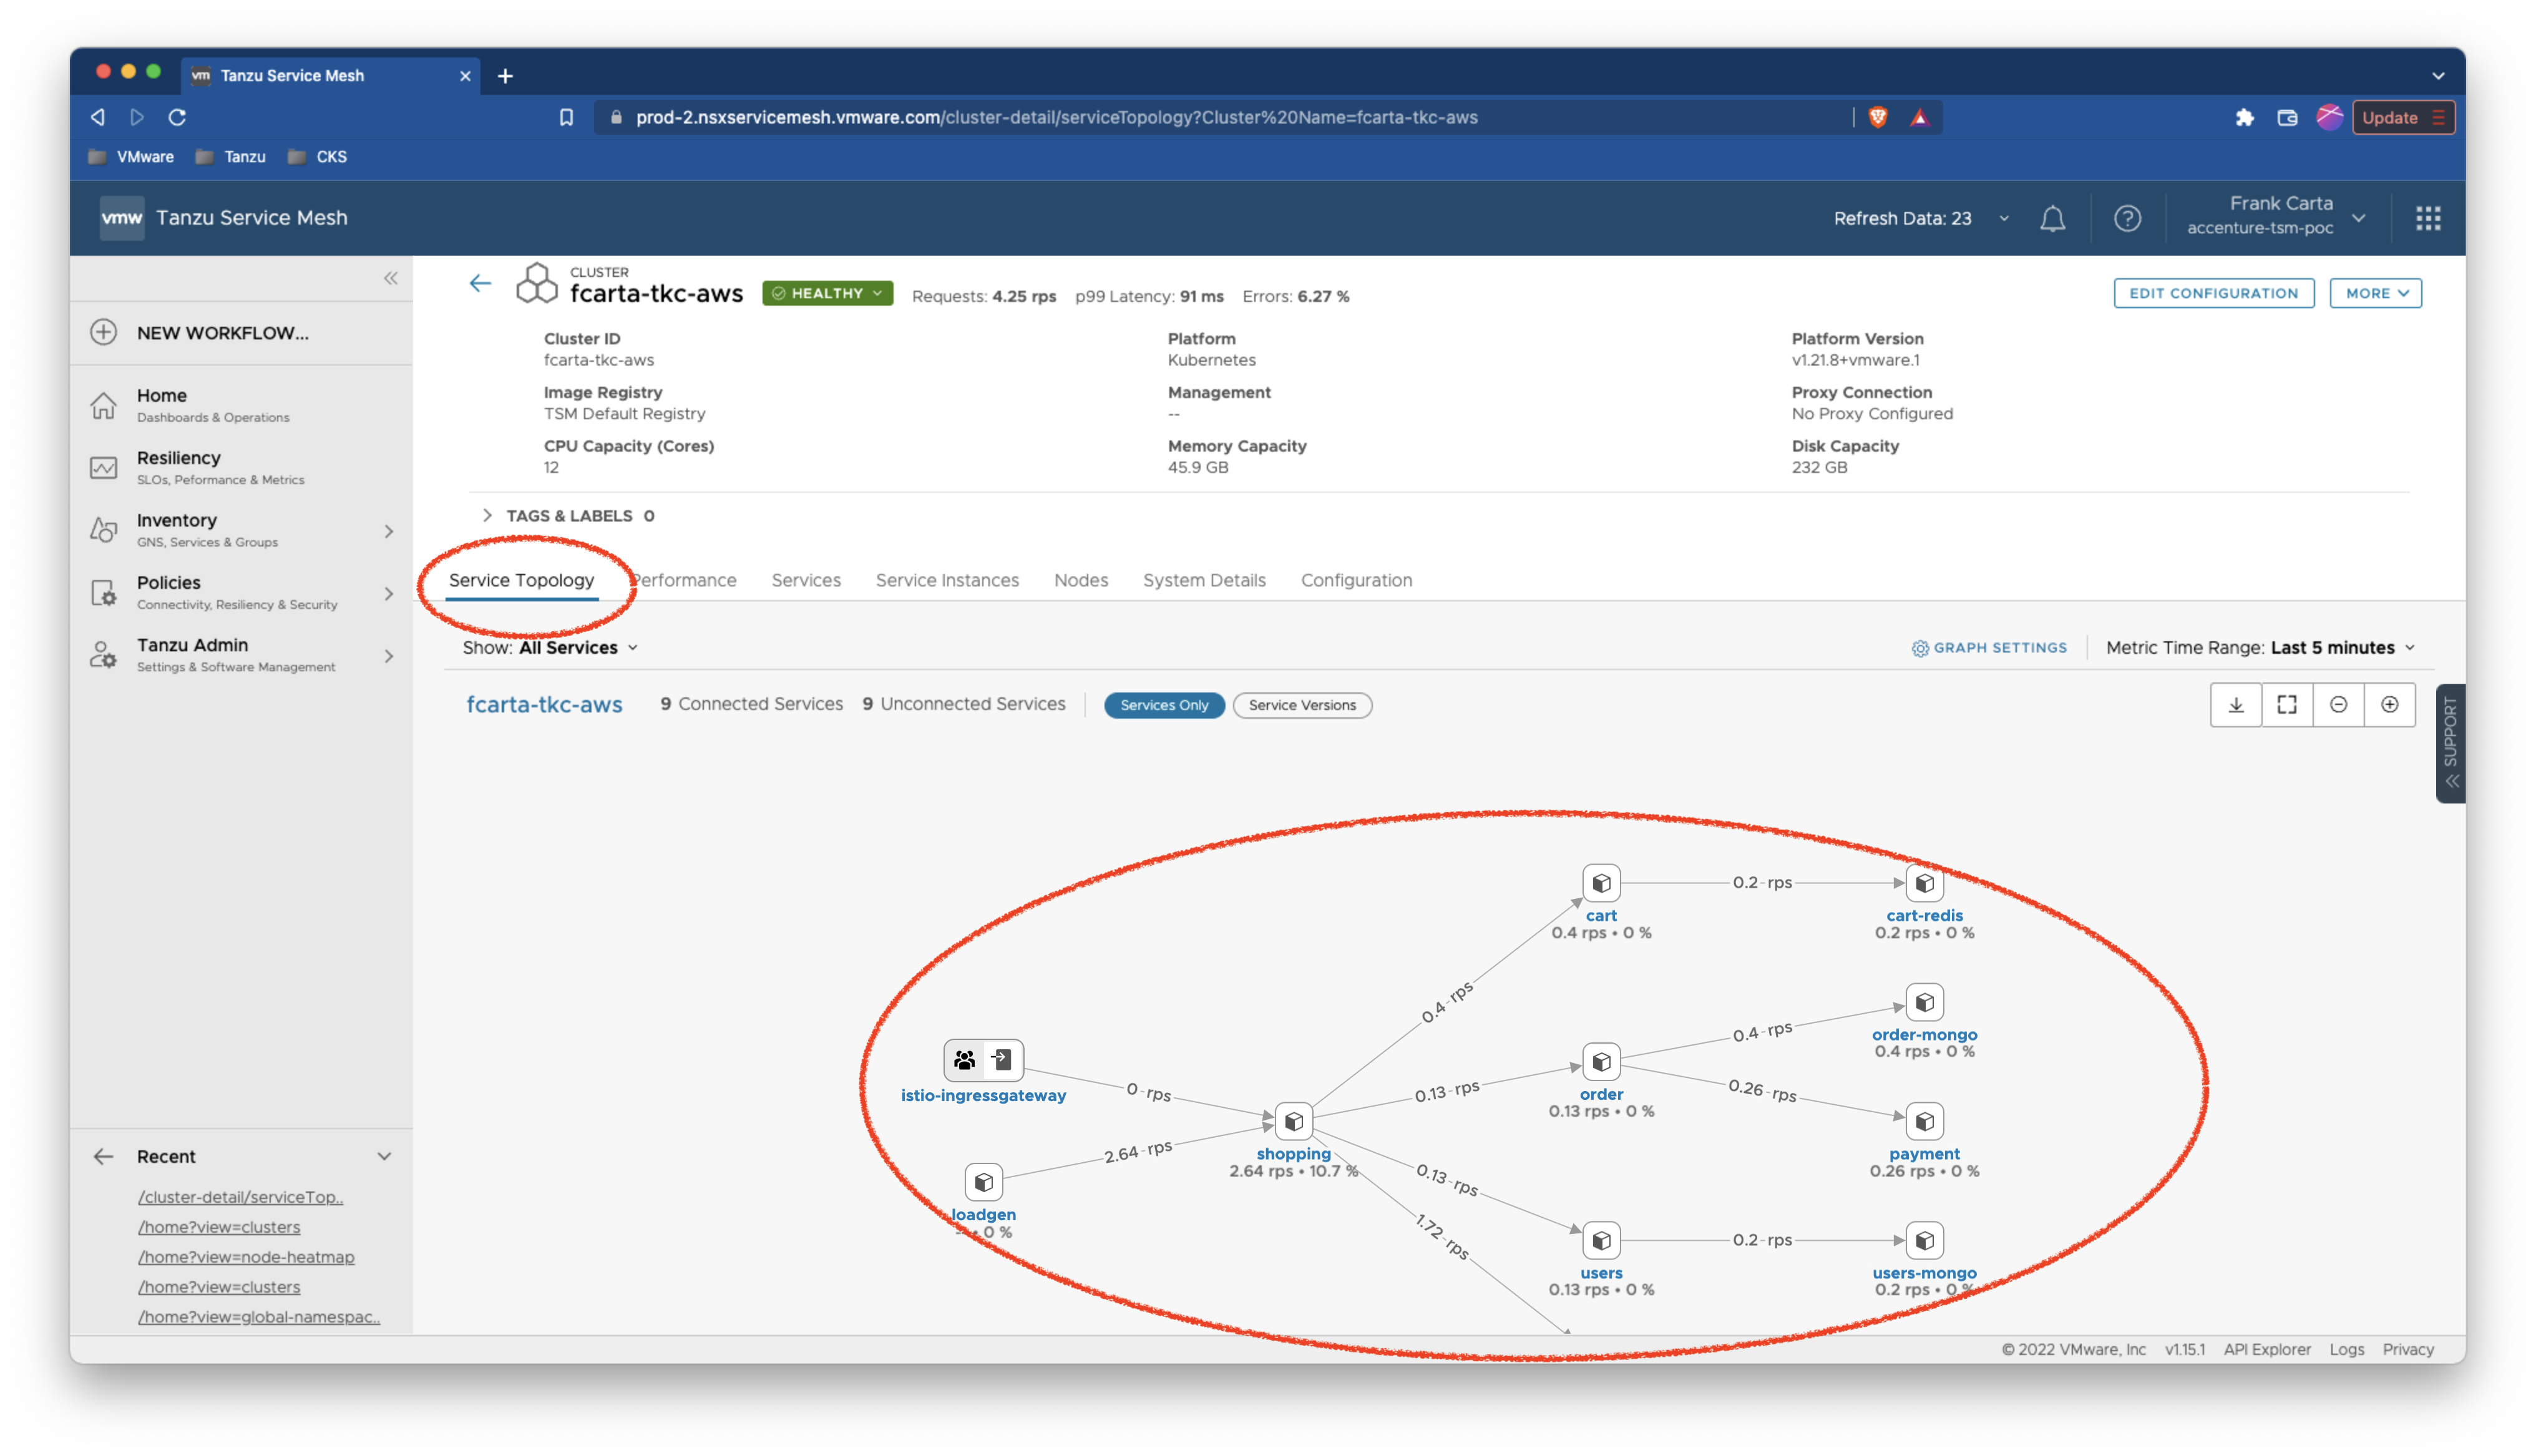 vm Tanzu Service Mesh
prod-2.nsxservicemesh.vmware.com/cluster-detail/serviceTopology?Cluster%20Name=fcarta-tkc-aws
Update
VMware Tanzu CKS
vmw Tanzu Service Mesh
Refresh Data: 23
Frank Carta
accenture-tsm-poc
NEW WORKFLOW...
Home
Dashboards & Operations
Resiliency
SLOs, Peformance & Metrics
Inventory
GNS, Services & Groups
Policies
Connectivity, Resiliency & Security
Tanzu Admin
Settings & Software Management
Recent
/cluster-detail/serviceTop..
/home?view=clusters
/home?view=node-heatmap
/home?view=clusters
/home?view=global-namespac..
CLUSTER
fcarta-tkc-aws HEALTHY Requests: 4.25 rps p99 Latency: 91 ms Errors: 6.27 %
EDIT CONFIGURATION MORE
Cluster ID
fcarta-tkc-aws
Platform
Kubernetes
Platform Version
v1.21.8+vmware.1
Image Registry
TSM Default Registry
Management
--
Proxy Connection
No Proxy Configured
CPU Capacity (Cores)
12
Memory Capacity
45.9 GB
Disk Capacity
232 GB
TAGS & LABELS 0
Service Topology Performance Services Service Instances Nodes System Details Configuration
Show: All Services
GRAPH SETTINGS Metric Time Range: Last 5 minutes
fcarta-tkc-aws 9 Connected Services 9 Unconnected Services Services Only Service Versions
SUPPORT
0.2 rps
cart
0.4 rps • 0 %
cart-redis
0.2 rps • 0 %
0.4 rps
0.4 rps
order-mongo
0.4 rps • 0 %
istio-ingressgateway
0 rps
0.13 rps
order
0.13 rps • 0 %
0.26 rps
2.64 rps
shopping
2.64 rps • 10.7 %
payment
0.26 rps • 0 %
loadgen
-- • 0 %
0.13 rps
1.72 rps
0.2 rps
users
0.13 rps • 0 %
users-mongo
0.2 rps • 0 %
© 2022 VMware, Inc v1.15.1 API Explorer Logs Privacy